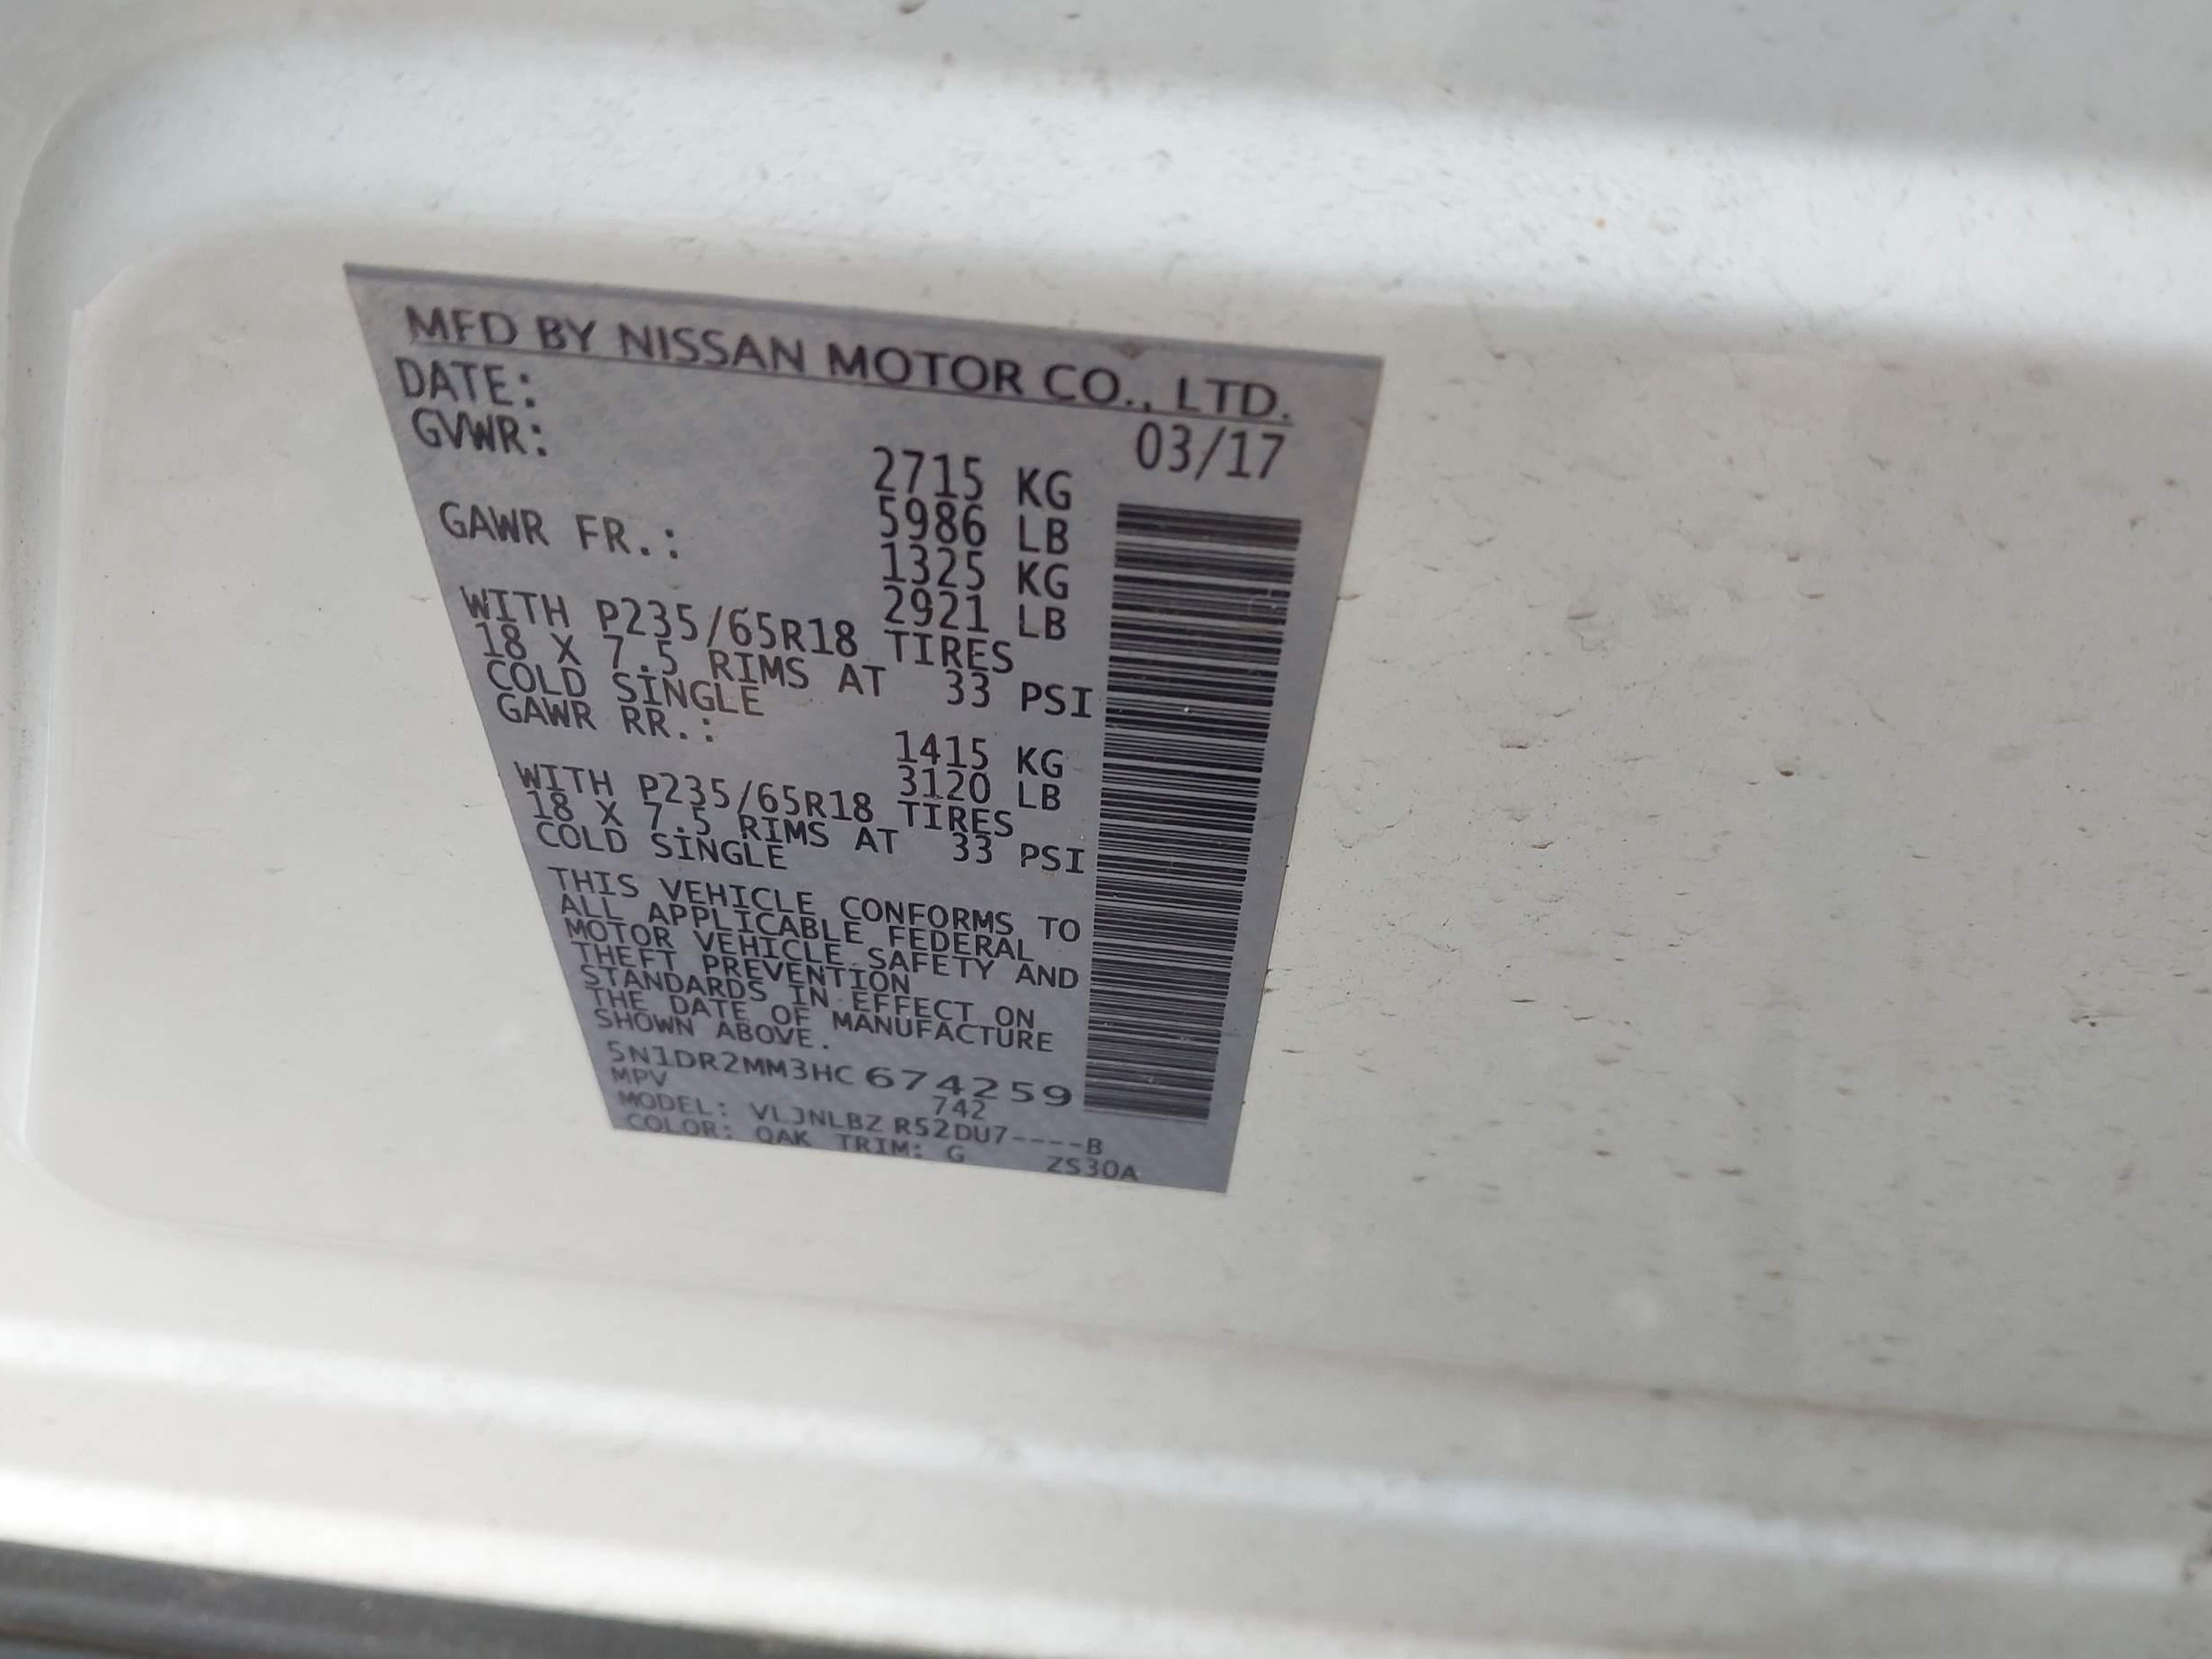 MFD BY NISSAN MOTOR CO., LTD.
DATE: 03/17
GVWR: 2715 KG
5986 LB
GAWR FR.: 1325 KG
2921 LB
WITH P235/65R18 TIRES
18 X 7.5 RIMS AT 33 PSI
COLD SINGLE
GAWR RR.: 1415 KG
3120 LB
WITH P235/65R18 TIRES
18 X 7.5 RIMS AT 33 PSI
COLD SINGLE
THIS VEHICLE CONFORMS TO
ALL APPLICABLE FEDERAL
MOTOR VEHICLE SAFETY AND
THEFT PREVENTION
STANDARDS IN EFFECT ON
THE DATE OF MANUFACTURE
SHOWN ABOVE.
5N1DR2MM3HC674259
MPV 742
MODEL: VLJNLBZ R52DU7----B
COLOR: QAK TRIM: G ZS30A